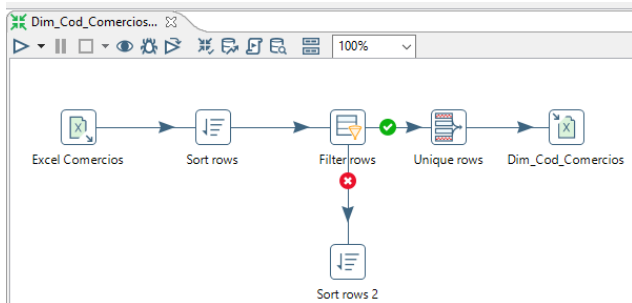 Dim_Cod_Comercios...
100%
Excel Comercios
Sort rows
Filter rows
Unique rows
Dim_Cod_Comercios
Sort rows 2